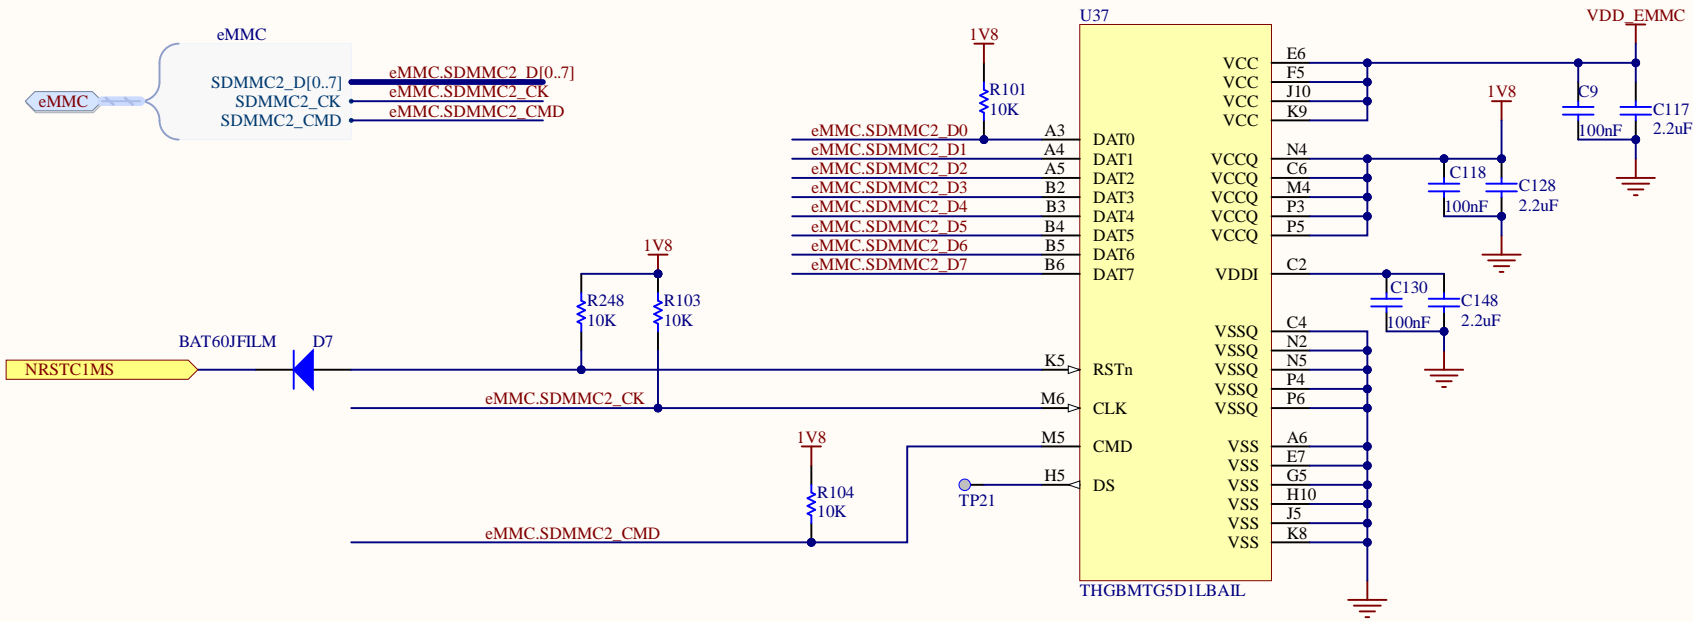 eMMC
eMMC
SDMMC2_D[0..7]
SDMMC2_CK
SDMMC2_CMD
eMMC.SDMMC2_D[0..7]
eMMC.SDMMC2_CK
eMMC.SDMMC2_CMD
1V8
R101
10K
eMMC.SDMMC2_D0
eMMC.SDMMC2_D1
eMMC.SDMMC2_D2
eMMC.SDMMC2_D3
eMMC.SDMMC2_D4
eMMC.SDMMC2_D5
eMMC.SDMMC2_D6
eMMC.SDMMC2_D7
A3
A4
A5
B2
B3
B4
B5
B6
1V8
R248
10K
R103
10K
BAT60JFILM
D7
NRSTC1MS
K5
eMMC.SDMMC2_CK
M6
1V8
M5
R104
10K
H5
TP21
eMMC.SDMMC2_CMD
U37
DAT0
DAT1
DAT2
DAT3
DAT4
DAT5
DAT6
DAT7
RSTn
CLK
CMD
DS
VCC
VCC
VCC
VCC
VCCQ
VCCQ
VCCQ
VCCQ
VCCQ
VDDI
VSSQ
VSSQ
VSSQ
VSSQ
VSSQ
VSS
VSS
VSS
VSS
VSS
VSS
THGBMTG5D1LBAIL
E6
F5
J10
K9
N4
C6
M4
P3
P5
C2
C4
N2
N5
P4
P6
A6
E7
G5
H10
J5
K8
VDD_EMMC
C9
100nF
C117
2.2uF
1V8
C118
100nF
C128
2.2uF
C130
100nF
C148
2.2uF